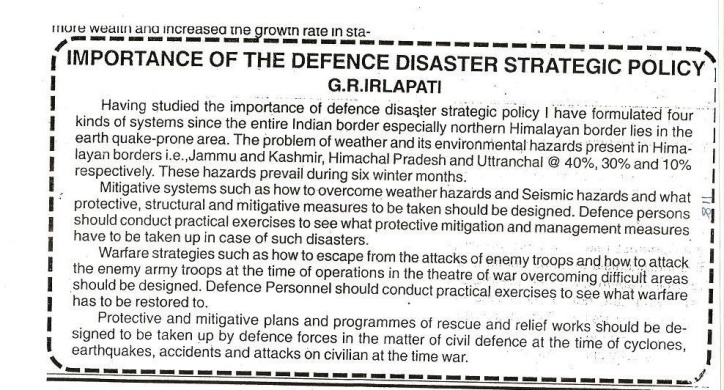 more wealth and increased the growth rate in sta-
IMPORTANCE OF THE DEFENCE DISASTER STRATEGIC POLICY
G.R.IRLAPATI
Having studied the importance of defence disaster strategic policy I have formulated four
kinds of systems since the entire Indian border especially northern Himalayan border lies in the
earth quake-prone area. The problem of weather and its environmental hazards present in Hima-
layan borders i.e.,Jammu and Kashmir, Himachal Pradesh and Uttranchal @ 40%, 30% and 10%
respectively. These hazards prevail during six winter months.
Mitigative systems such as how to overcome weather hazards and Seismic hazards and what
protective, structural and mitigative measures to be taken should be designed. Defence persons
should conduct practical exercises to see what protective mitigation and management measures
have to be taken up in case of such disasters.
Warfare strategies such as how to escape from the attacks of enemy troops and how to attack
the enemy army troops at the time of operations in the theatre of war overcoming difficult areas
should be designed. Defence Personnel should conduct practical exercises to see what warfare
has to be restored to.
Protective and mitigative plans and programmes of rescue and relief works should be de-
signed to be taken up by defence forces in the matter of civil defence at the time of cyclones,
earthquakes, accidents and attacks on civilian at the time war.